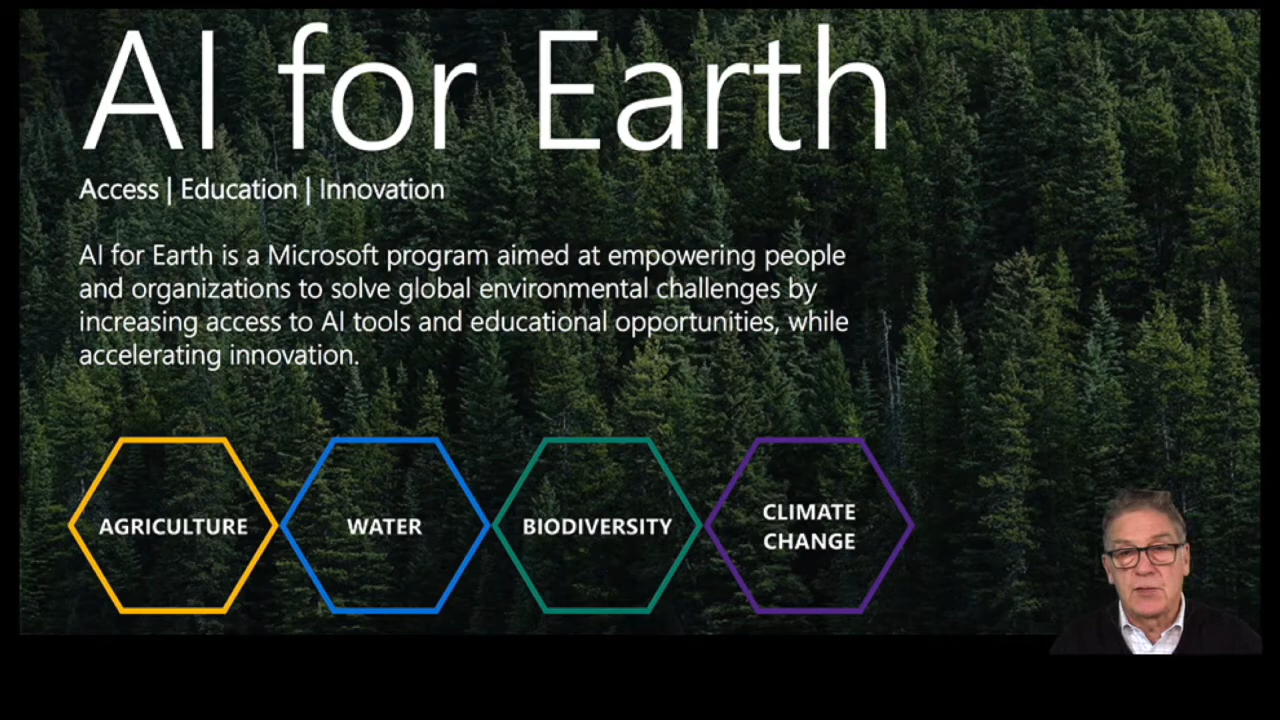 AI for Earth
Access | Education | Innovation
AI for Earth is a Microsoft program aimed at empowering people
and organizations to solve global environmental challenges by
increasing access to AI tools and educational opportunities, while
accelerating innovation.
AGRICULTURE
WATER
BIODIVERSITY
CLIMATE
CHANGE